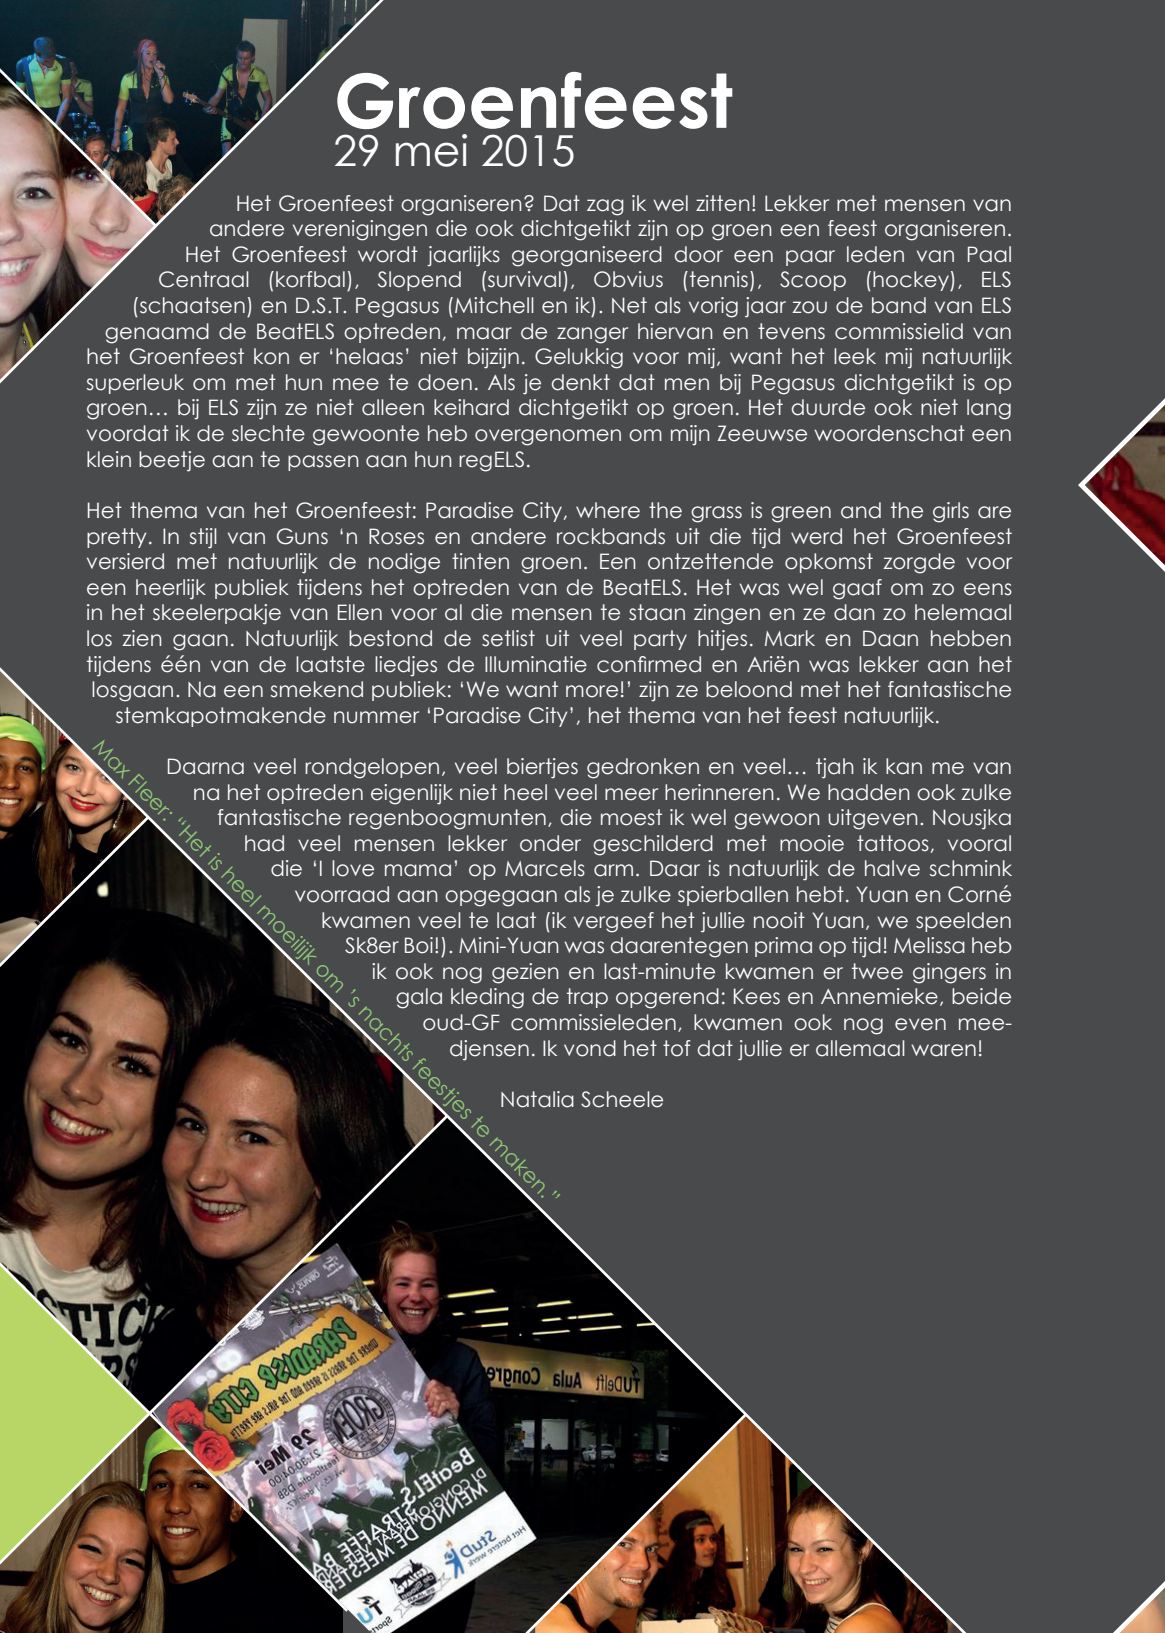 Groenfeest
29 mei 2015
Het Groenfeest organiseren? Dat zag ik wel zitten! Lekker met mensen van
andere verenigingen die ook dichtgetikt zijn op groen een feest organiseren.
Het Groenfeest wordt jaarlijks georganiseerd door een paar leden van Paal
Centraal (korfbal), Slopend (survival), Obvius (tennis), Scoop (hockey), ELS
(schaatsen) en D.S.T. Pegasus (Mitchell en ik). Net als vorig jaar zou de band van ELS
genaamd de BeatELS optreden, maar de zanger hiervan en tevens commissielid van
het Groenfeest kon er ‘helaas’ niet bijzijn. Gelukkig voor mij, want het leek mij natuurlijk
superleuk om met hun mee te doen. Als je denkt dat men bij Pegasus dichtgetikt is op
groen… bij ELS zijn ze niet alleen keihard dichtgetikt op groen. Het duurde ook niet lang
voordat ik de slechte gewoonte heb overgenomen om mijn Zeeuwse woordenschat een
klein beetje aan te passen aan hun regELS.
Het thema van het Groenfeest: Paradise City, where the grass is green and the girls are
pretty. In stijl van Guns ‘n Roses en andere rockbands uit die tijd werd het Groenfeest
versierd met natuurlijk de nodige tinten groen. Een ontzettende opkomst zorgde voor
een heerlijk publiek tijdens het optreden van de BeatELS. Het was wel gaaf om zo eens
in het skeelerpakje van Ellen voor al die mensen te staan zingen en ze dan zo helemaal
los zien gaan. Natuurlijk bestond de setlist uit veel party hitjes. Mark en Daan hebben
tijdens één van de laatste liedjes de Illuminatie confirmed en Ariën was lekker aan het
losgaan. Na een smekend publiek: ‘We want more!’ zijn ze beloond met het fantastische
stemkapotmakende nummer ‘Paradise City’, het thema van het feest natuurlijk.
Daarna veel rondgelopen, veel biertjes gedronken en veel… tjah ik kan me van
na het optreden eigenlijk niet heel veel meer herinneren. We hadden ook zulke
fantastische regenboogmunten, die moest ik wel gewoon uitgeven. Nousjka
had veel mensen lekker onder geschilderd met mooie tattoos, vooral
die ‘I love mama’ op Marcels arm. Daar is natuurlijk de halve schmink
voorraad aan opgegaan als je zulke spierballen hebt. Yuan en Corné
kwamen veel te laat (ik vergeef het jullie nooit Yuan, we speelden
Sk8er Boi!). Mini-Yuan was daarentegen prima op tijd! Melissa heb
ik ook nog gezien en last-minute kwamen er twee gingers in
gala kleding de trap opgerend: Kees en Annemieke, beide
oud-GF commissieleden, kwamen ook nog even mee-
djensen. Ik vond het tof dat jullie er allemaal waren!
Natalia Scheele
Max Fleer: "Het is heel moeilijk om 's nachts feestjes te maken."
TUDelft Aula Congre
PARADISE CITY
WHERE THE GRASS IS GREEN AND THE GIRLS ARE PRETTY
GROEN
29 Mei
BeatELS
MENNO DE MEESTER
StuD
Het betere werk
TU